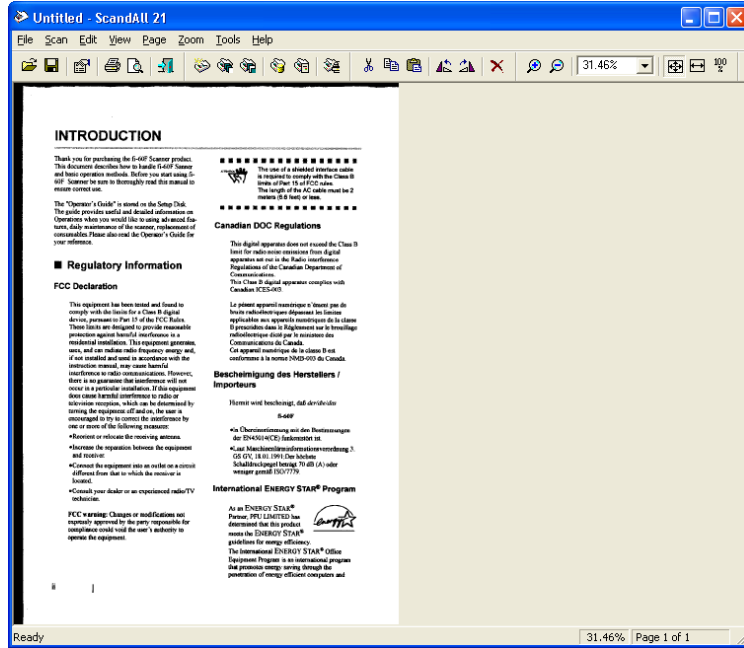 Untitled - ScandAll 21
File Scan Edit View Page Zoom Tools Help
31.46%
100
%
INTRODUCTION
Thank you for purchasing the fi-60F Scanner product.
This document describes how to handle fi-60F Sanner
and basic operation methods. Before you start using fi-
60F Scanner be sure to thoroughly read this manual to
ensure correct use.
The "Operator's Guide" is stored on the Setup Disk.
The guide provides useful and detailed information on
Operations when you would like to using advanced fea-
tures, daily maintenance of the scanner, replacement of
consumables. Please also read the Operator's Guide for
your reference.
■ Regulatory Information
FCC Declaration
This equipment has been tested and found to
comply with the limits for a Class B digital
device, pursuant to Part 15 of the FCC Rules.
These limits are designed to provide reasonable
protection against harmful interference in a
residential installation. This equipment generates,
uses, and can radiate radio frequency energy and,
if not installed and used in accordance with the
instruction manual, may cause harmful
interference to radio communications. However,
there is no guarantee that interference will not
occur in a particular installation. If this equipment
does cause harmful interference to radio or
television reception, which can be determined by
turning the equipment off and on, the user is
encouraged to try to correct the interference by
one or more of the following measures:
•Reorient or relocate the receiving antenna.
•Increase the separation between the equipment
and receiver.
•Connect the equipment into an outlet on a circuit
different from that to which the receiver is
located.
•Consult your dealer or an experienced radio/TV
technician.
FCC warning: Changes or modifications not
expressly approved by the party responsible for
compliance could void the user's authority to
operate the equipment.
ii
The use of a shielded interface cable
is required to comply with the Class B
limits of Part 15 of FCC rules.
The length of the AC cable must be 2
meters (6.6 feet) or less.
Canadian DOC Regulations
This digital apparatus does not exceed the Class B
limit for radio noise emissions from digital
apparatus set out in the Radio interference
Regulations of the Canadian Department of
Communications.
This Class B digital apparatus complies with
Canadian ICES-003.
Le pésent appareil numérique n'émet pas de
bruits radioélectriques dépassant les limites
applicables aux appareils numériques de la classe
B prescridtes dans le Règlesment sur le brouillage
radioélectrique dicté par le ministere des
Communications du Canada.
Cet appareil numérique de la classe B est
conformme à la norme NMB-003 du Canada.
Bescheinigung des Herstellers /
Importeurs
Hiermit wird bescheinigt, daß der/die/das
fi-60F
•In Übereinstimmung mit den Bestimmungen
der EN45014(CE) funkentstört ist.
•Laut Maschinenlärminformationsverordnung 3.
GS GV, 18.01.1991: Der höchste
Schalldruckpegel beträgt 70 dB (A) oder
weniger gemäß ISO/7779.
International ENERGY STAR® Program
As an ENERGY STAR®
Partner, PFU LIMITED has
determined that this product
meets the ENERGY STAR®
guidelines for energy efficiency.
The International ENERGY STAR® Office
Equipment Program is an international program
that promotes energy saving through the
penetration of energy efficient computers and
Ready
31.46% Page 1 of 1